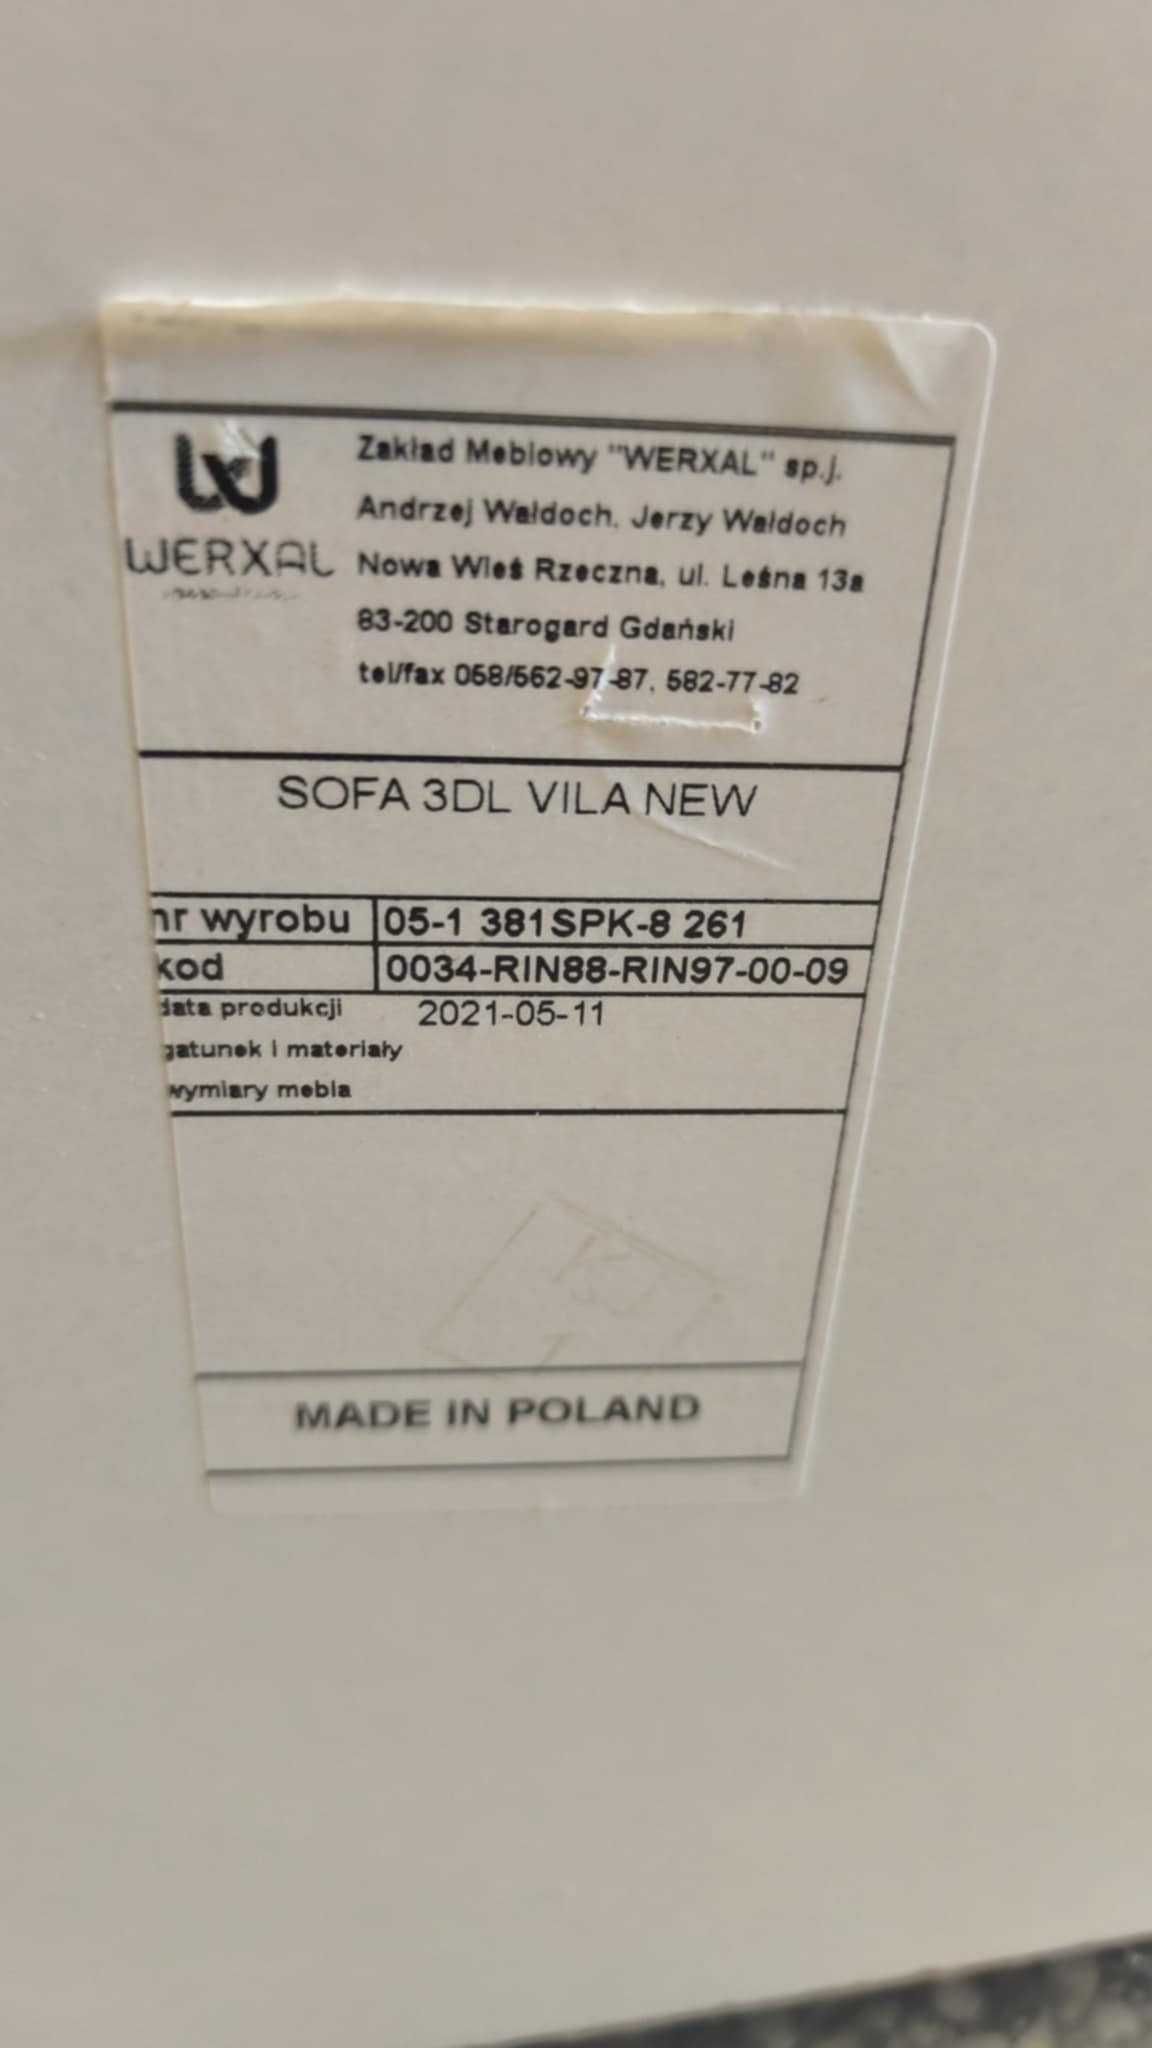 WERXAL
Zakład Meblowy "WERXAL" sp.j.
Andrzej Wałdoch, Jerzy Wałdoch
Nowa Wieś Rzeczna, ul. Leśna 13a
83-200 Starogard Gdański
tel/fax 058/562-97-87, 582-77-82
SOFA 3DL VILA NEW
nr wyrobu 05-1 381SPK-8 261
kod 0034-RIN88-RIN97-00-09
data produkcji 2021-05-11
gatunek i materiały
wymiary mebla
MADE IN POLAND